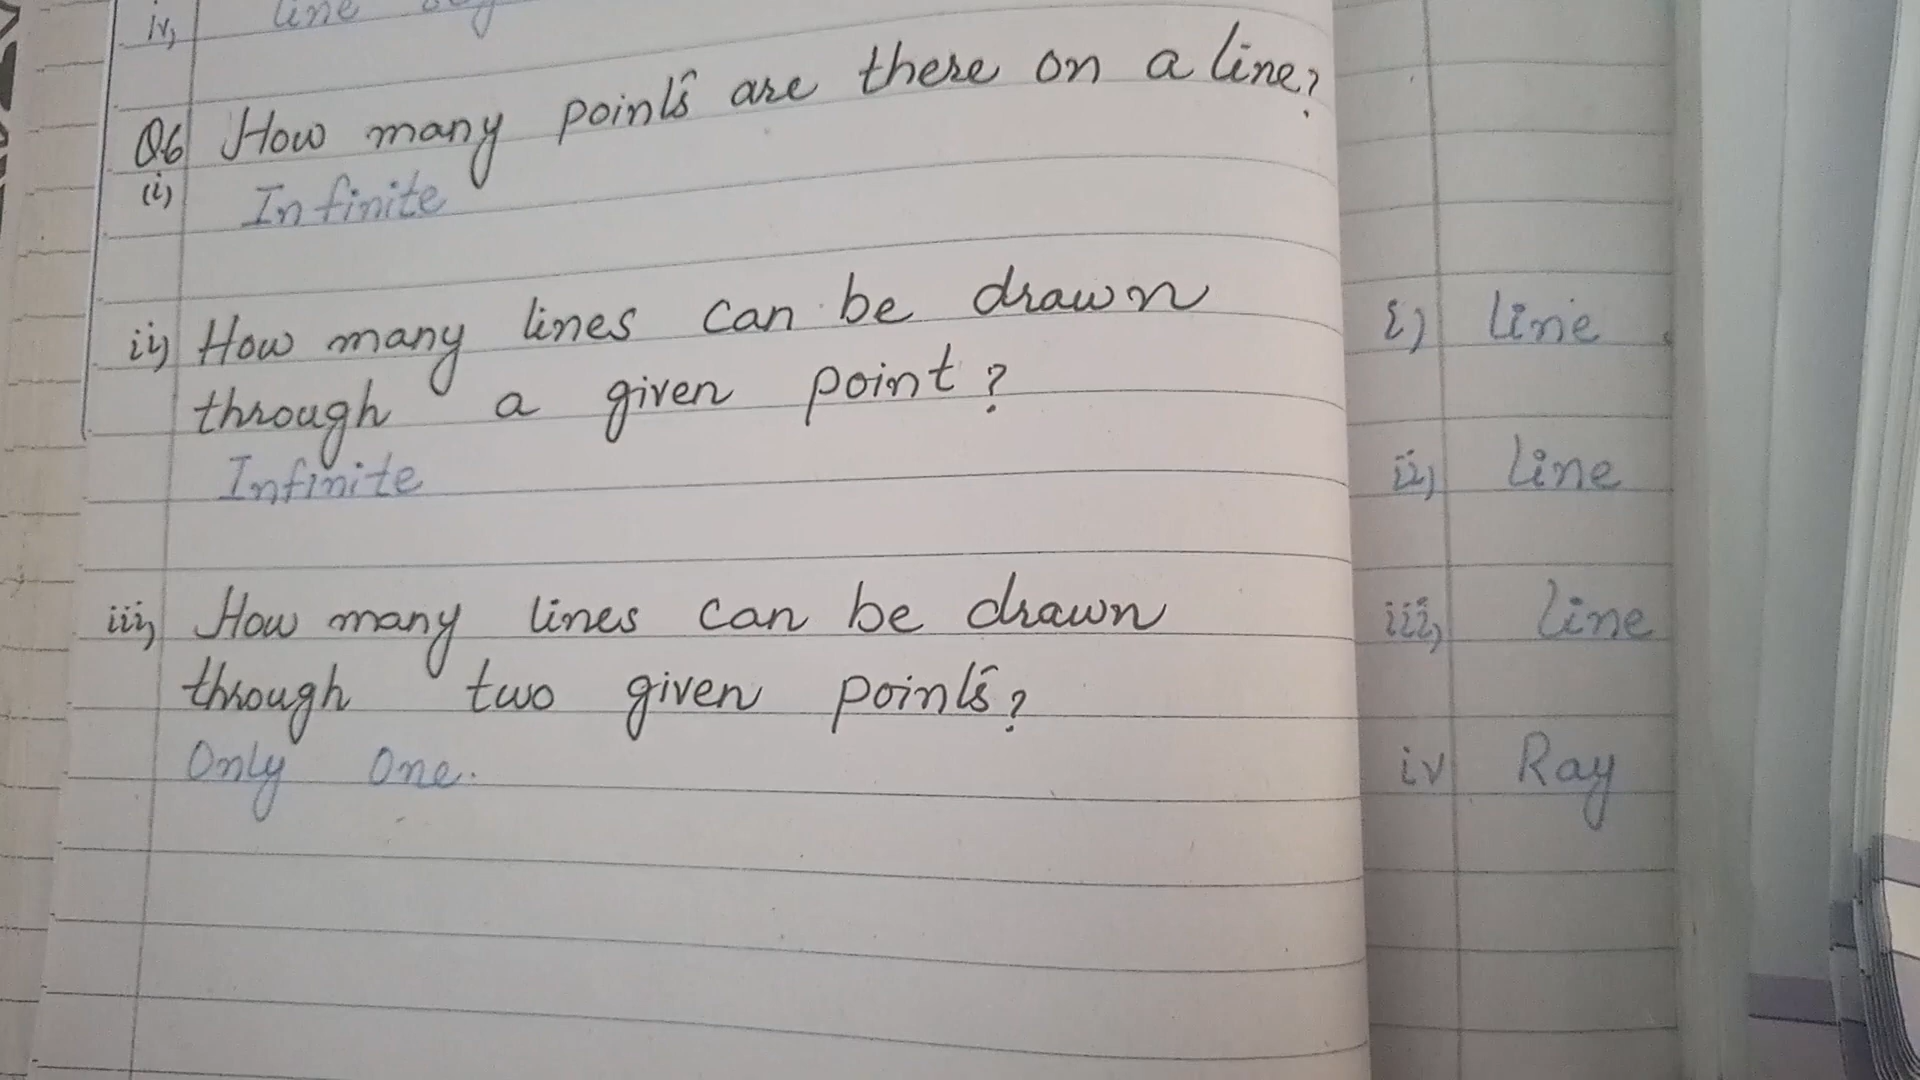 iv) line
Q6 How many points are there on a line?
(i) Infinite
ii) How many lines can be drawn
through a given point?
Infinite
iii) How many lines can be drawn
through two given points?
Only One.
i) line
ii) line
iii) line
iv Ray